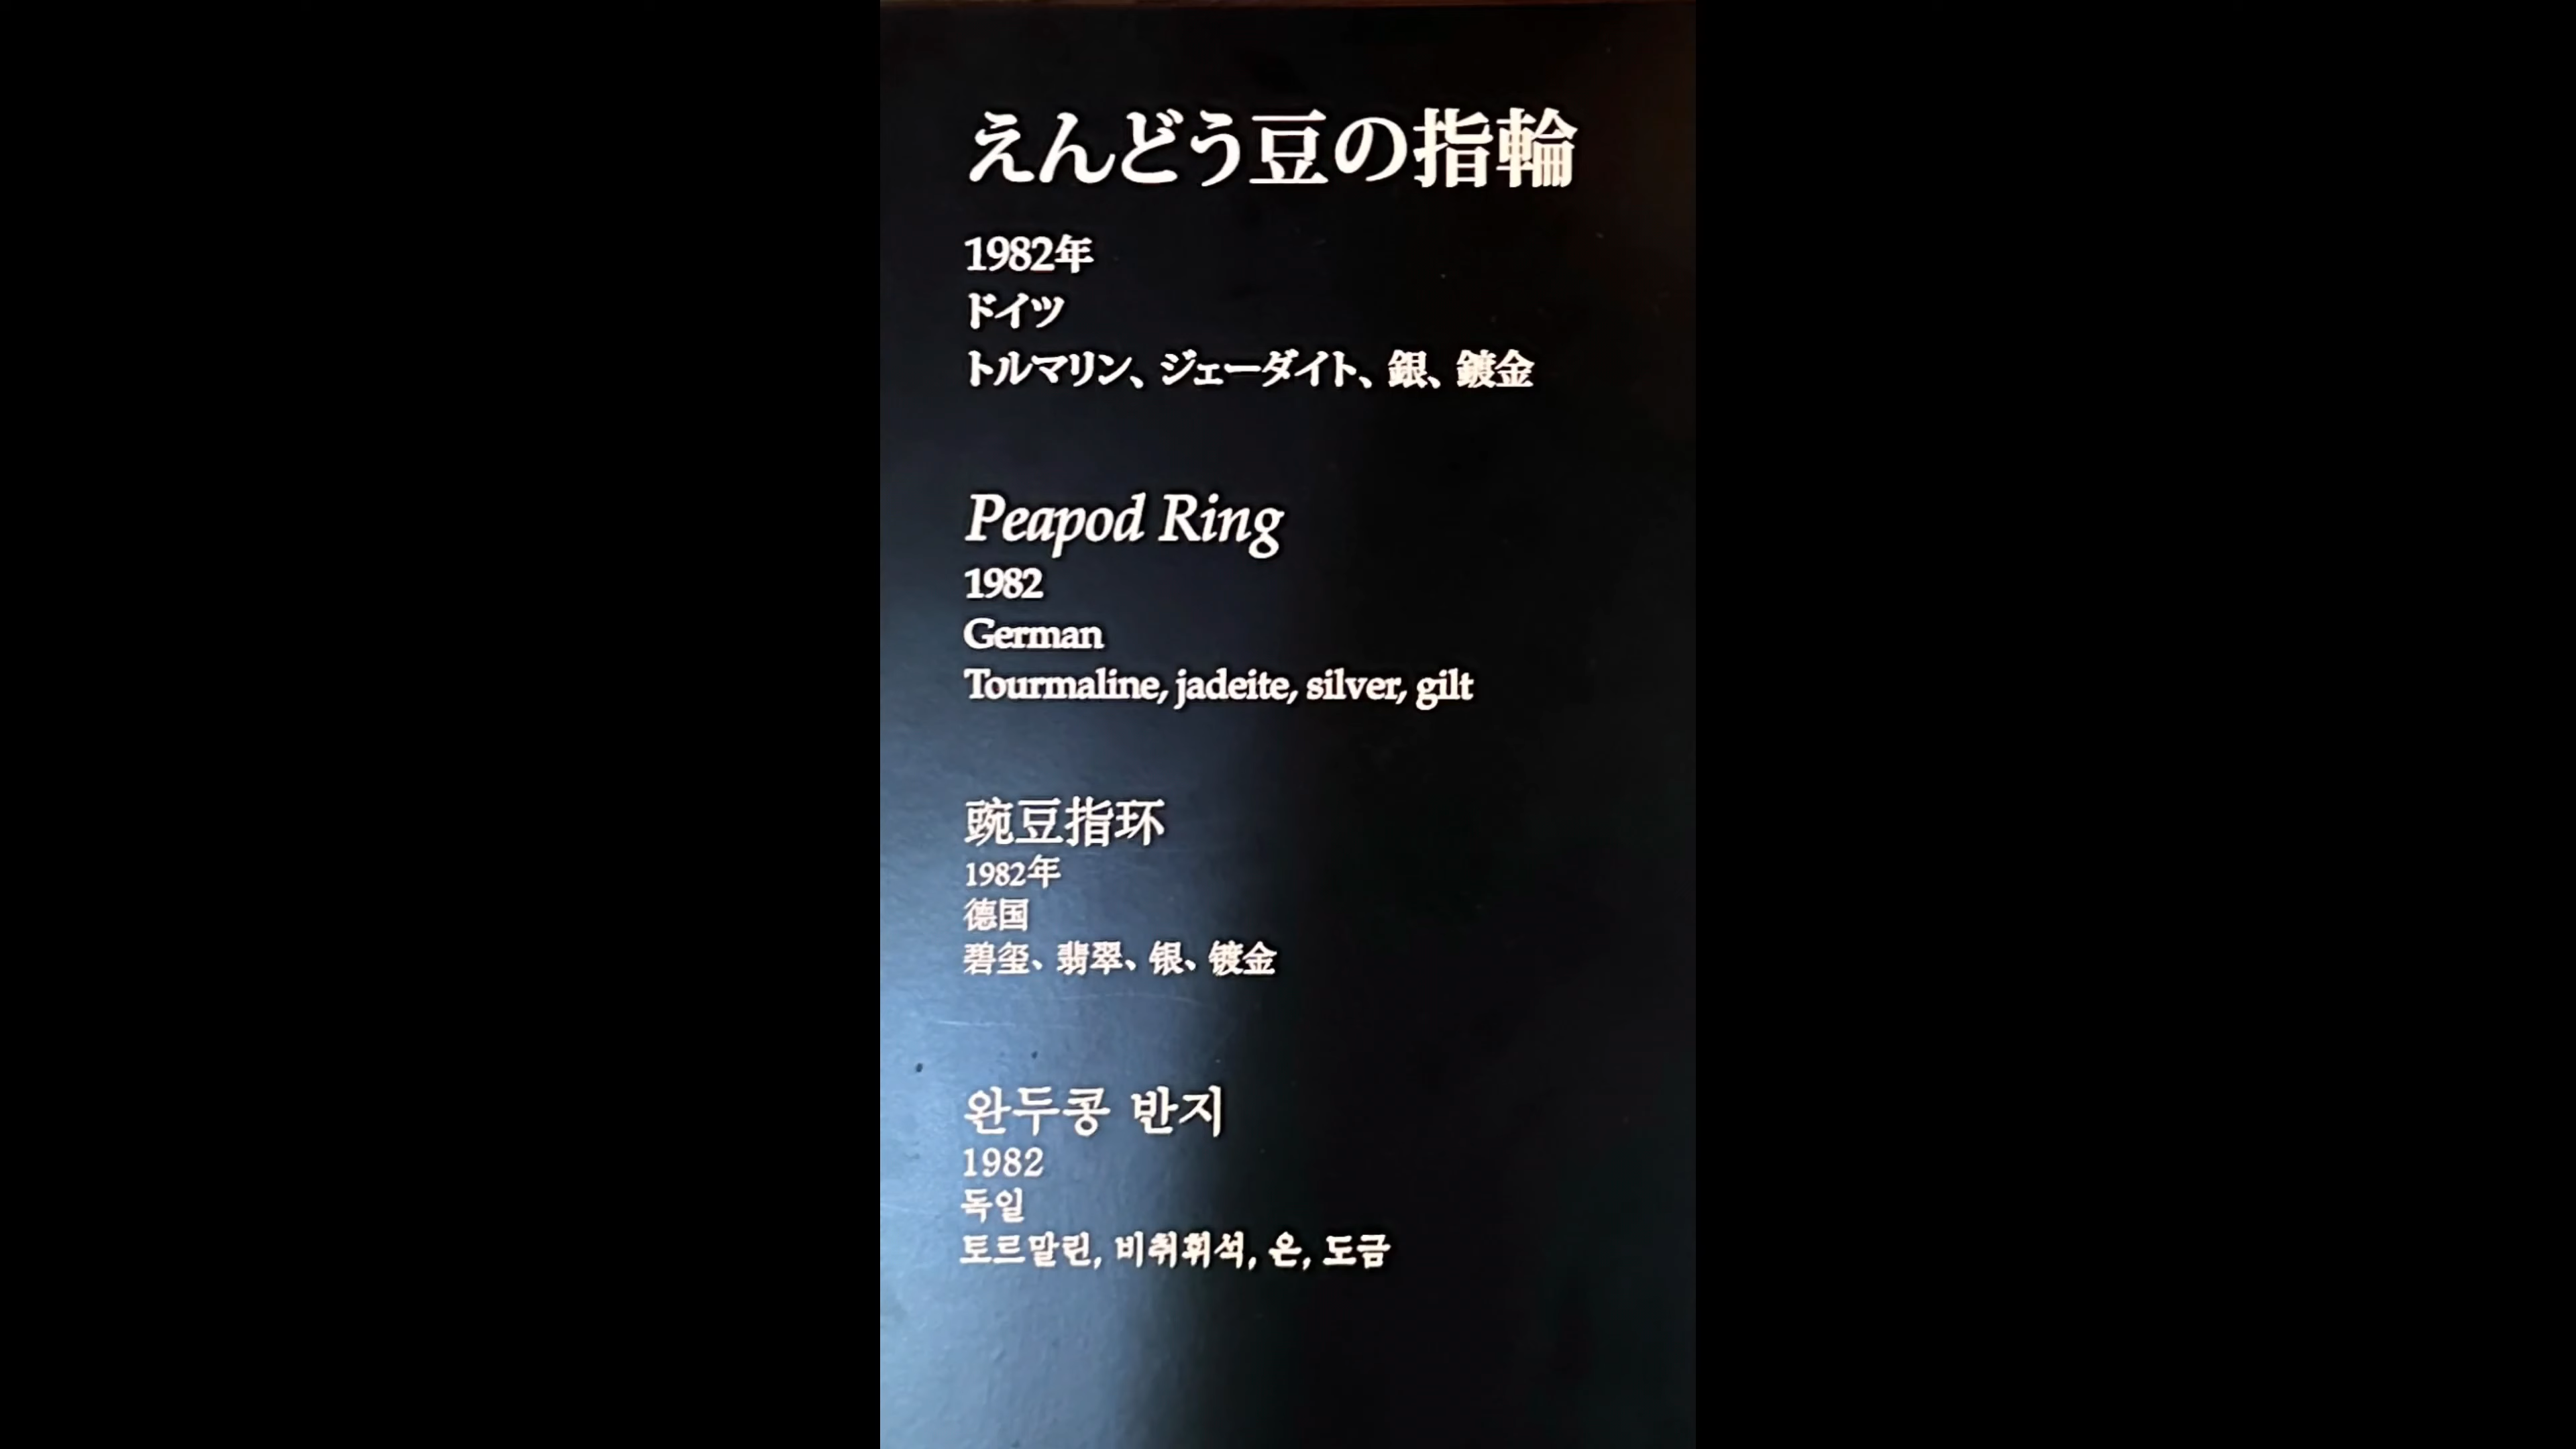 えんどう豆の指輪
1982年
ドイツ
トルマリン、ジェーダイト、銀、鍍金
Peapod Ring
1982
German
Tourmaline, jadeite, silver, gilt
豌豆指环
1982年
德国
碧玺、翡翠、银、镀金
완두콩 반지
1982
독일
토르말린, 비취휘석, 은, 도금